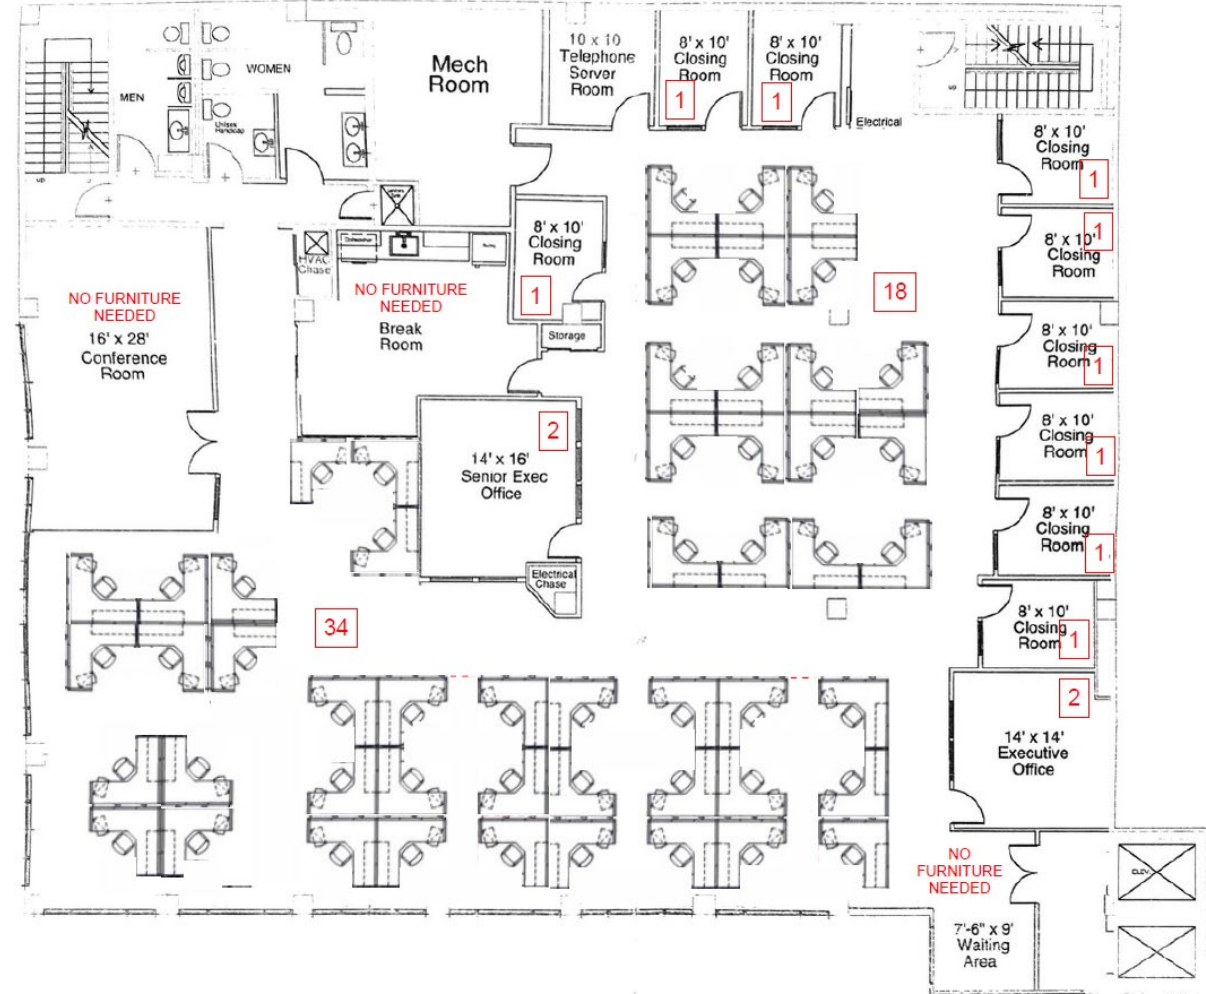 MEN
UP
WOMEN
Unisex
Handicap
Mech
Room
10 x 10
Telephone
Server
Room
8' x 10'
Closing
Room
1
8' x 10'
Closing
Room
1
Electrical
UP
8' x 10'
Closing
Room
1
8' x 10'
Closing
Room
1
8' x 10'
Closing
Room
1
8' x 10'
Closing
Room
1
8' x 10'
Closing
Room
1
8' x 10'
Closing
Room
1
8' x 10'
Closing
Room
1
Storage
HVAC
Chase
Dishwasher
NO FURNITURE
NEEDED
Break
Room
NO FURNITURE
NEEDED
16' x 28'
Conference
Room
18
2
14' x 16'
Senior Exec
Office
Electrical
Chase
34
2
14' x 14'
Executive
Office
NO
FURNITURE
NEEDED
7'-6" x 9'
Waiting
Area
ELEV.